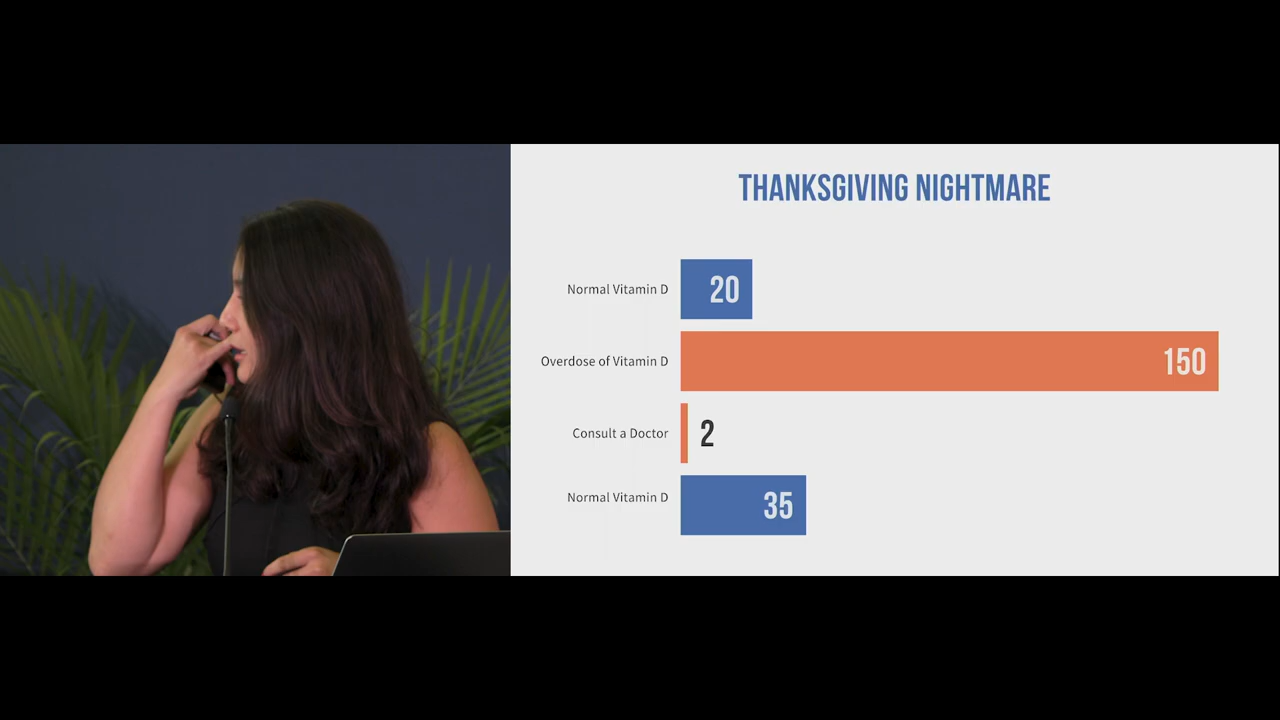 THANKSGIVING NIGHTMARE
Normal Vitamin D 20
Overdose of Vitamin D 150
Consult a Doctor 2
Normal Vitamin D 35